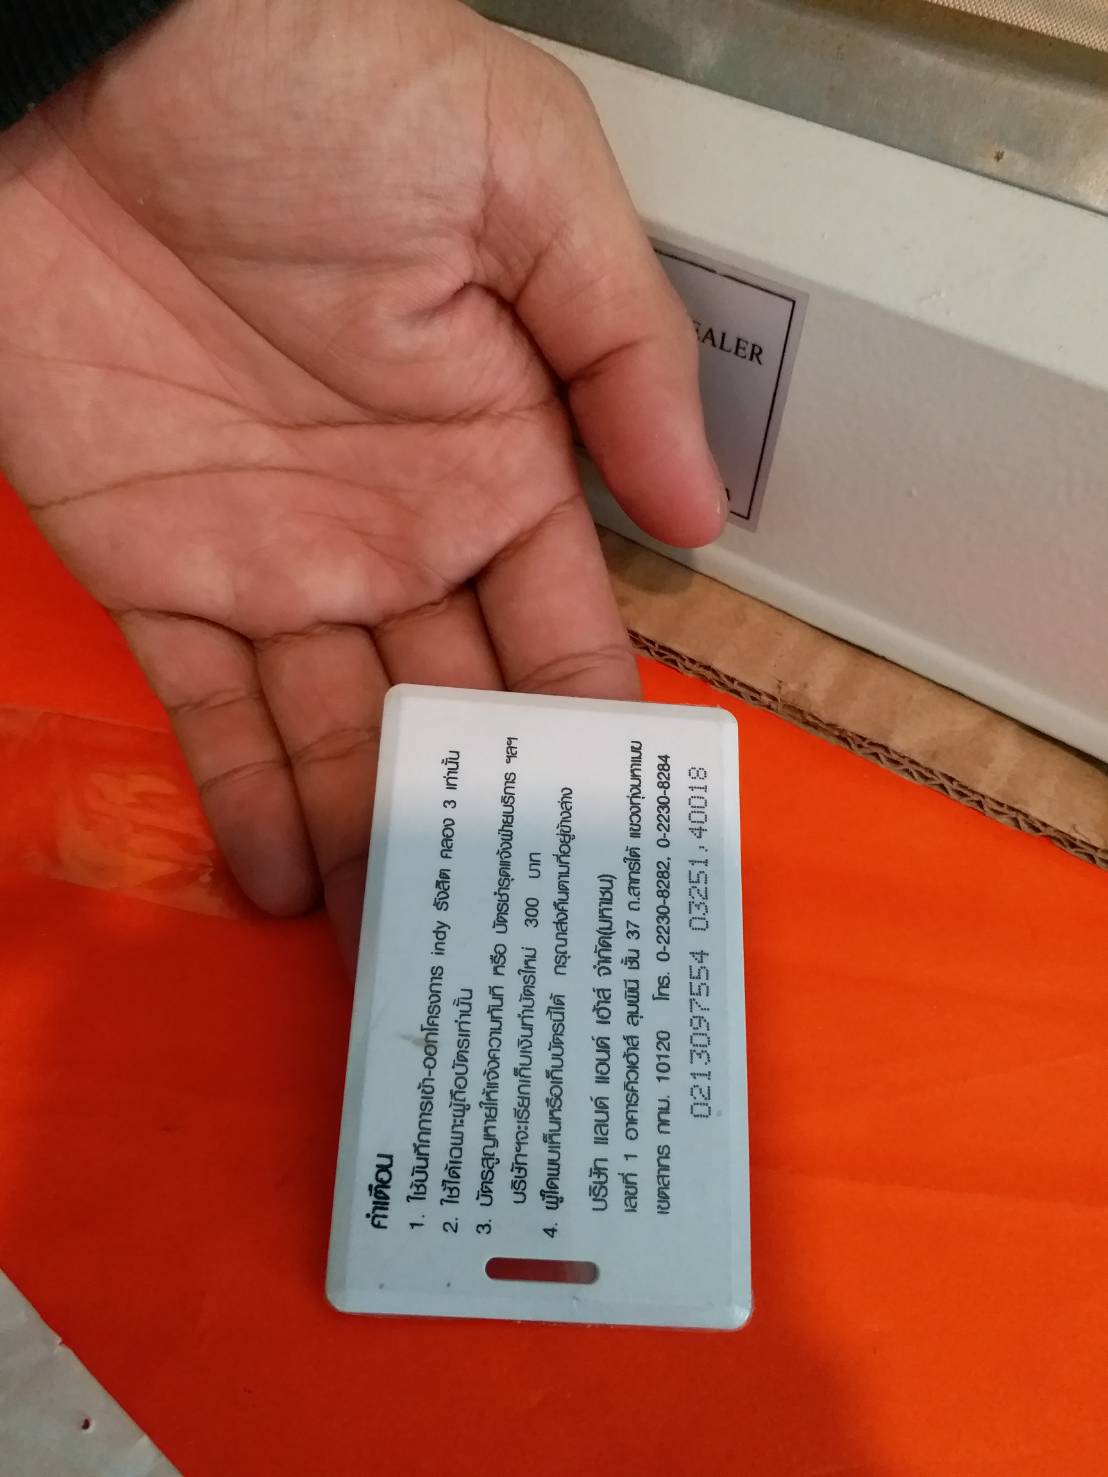 คำเตือน
1. ใช้บันทึกการเข้า-ออกโครงการ indy รังสิต คลอง 3 เท่านั้น
2. ใช้ได้เฉพาะผู้ถือบัตรเท่านั้น
3. บัตรสูญหายให้แจ้งความทันที หรือ บัตรชำรุดแจ้งฝ่ายบริการ ฯลฯ
บริษัทฯจะเรียกเก็บเงินทำบัตรใหม่ 300 บาท
4. ผู้ใดพบเห็นหรือเก็บบัตรนี้ได้ กรุณาส่งคืนตามที่อยู่ข้างล่าง
บริษัท แลนด์ แอนด์ เฮ้าส์ จำกัด(มหาชน)
เลขที่ 1 อาคารคิวเฮ้าส์ ลุมพินี ชั้น 37 ถ.สาทรใต้ แขวงทุ่งมหาเมฆ
เขตสาทร กทม. 10120 โทร. 0-2230-8282, 0-2230-8284
0213097554 03251,40018
EALER